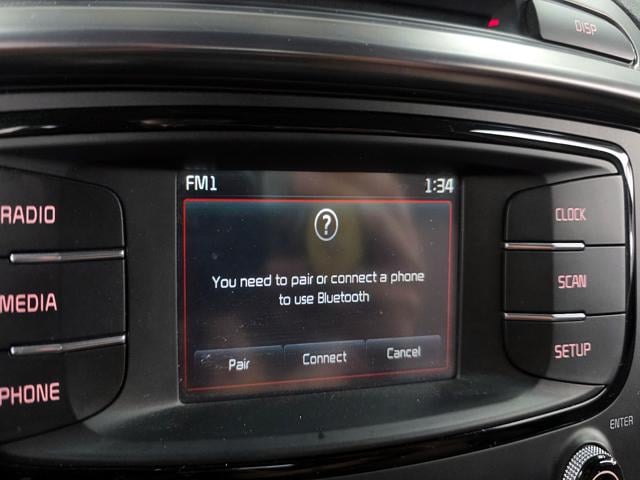 DISP
FM1 1:34
RADIO
MEDIA
PHONE
?
You need to pair or connect a phone
to use Bluetooth
Pair Connect Cancel
CLOCK
SCAN
SETUP
ENTER